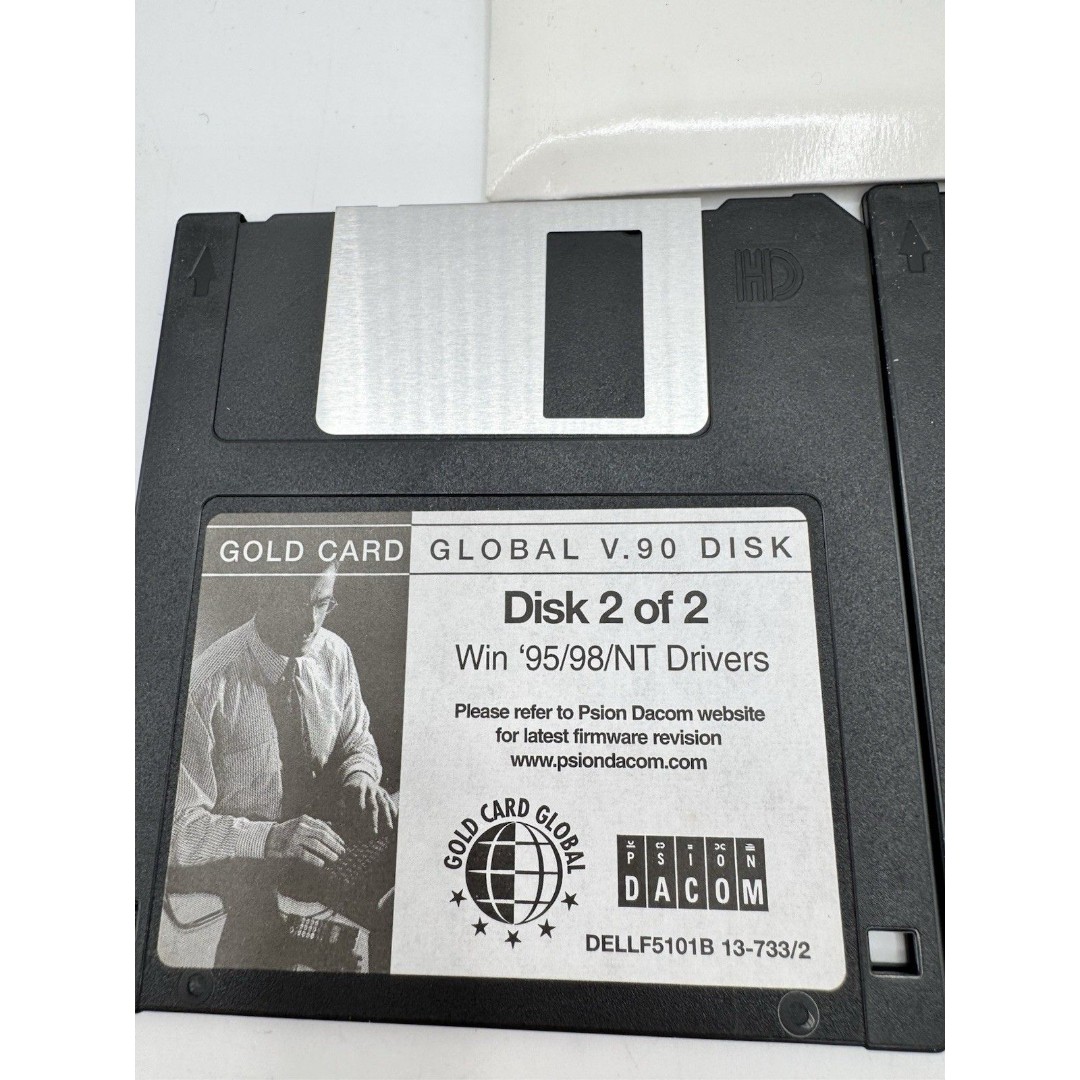 HD
GOLD CARD GLOBAL V.90 DISK
Disk 2 of 2
Win ‘95/98/NT Drivers
Please refer to Psion Dacom website
for latest firmware revision
www.psiondacom.com
GOLD CARD GLOBAL
PSION
DACOM
DELLF5101B 13-733/2